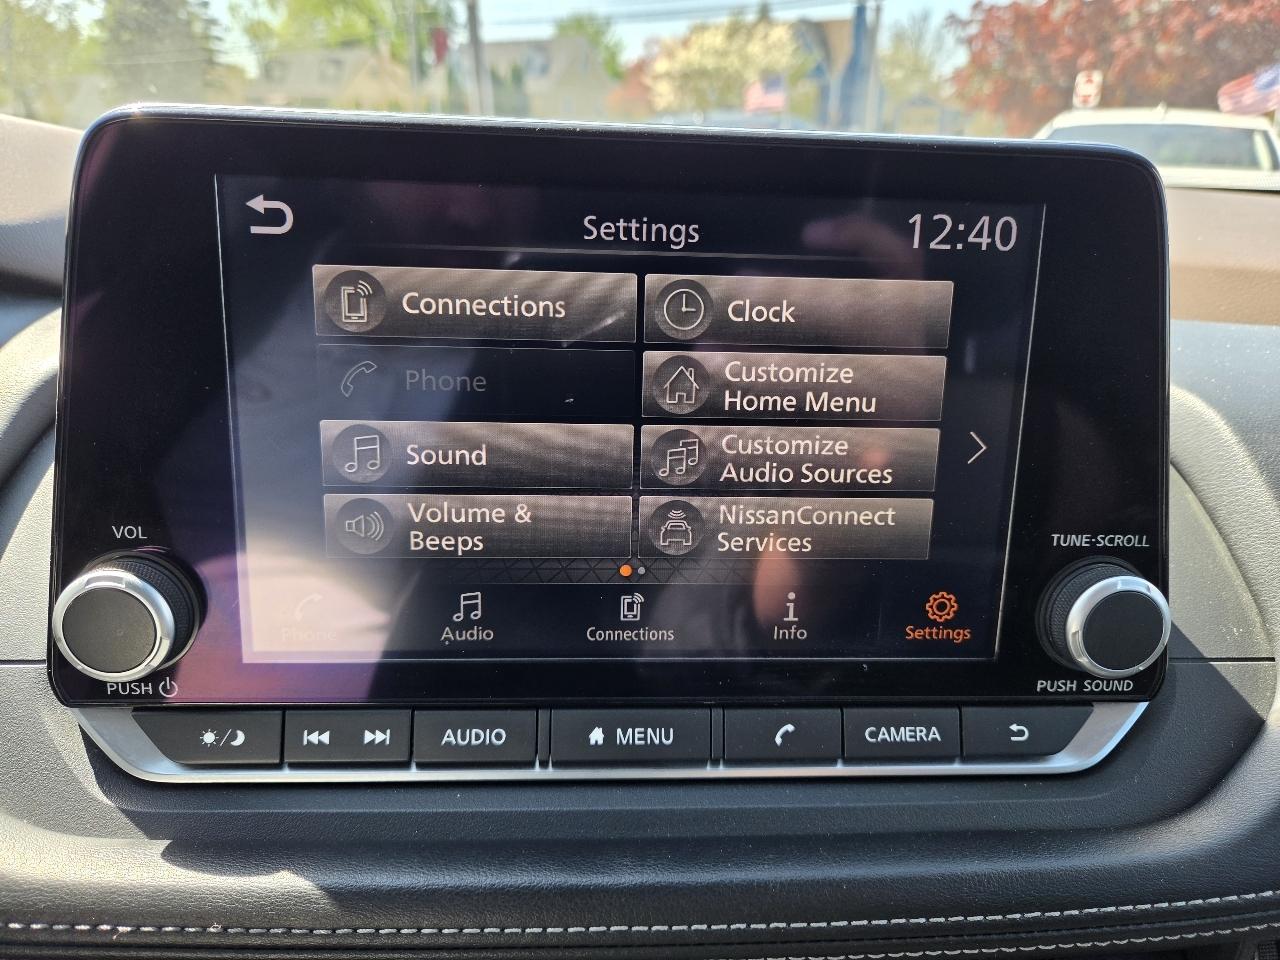 Settings
12:40
Connections
Clock
Phone
Customize
Home Menu
Sound
Customize
Audio Sources
Volume &
Beeps
NissanConnect
Services
Phone
Audio
Connections
Info
Settings
VOL
PUSH
TUNE·SCROLL
PUSH SOUND
AUDIO
MENU
CAMERA